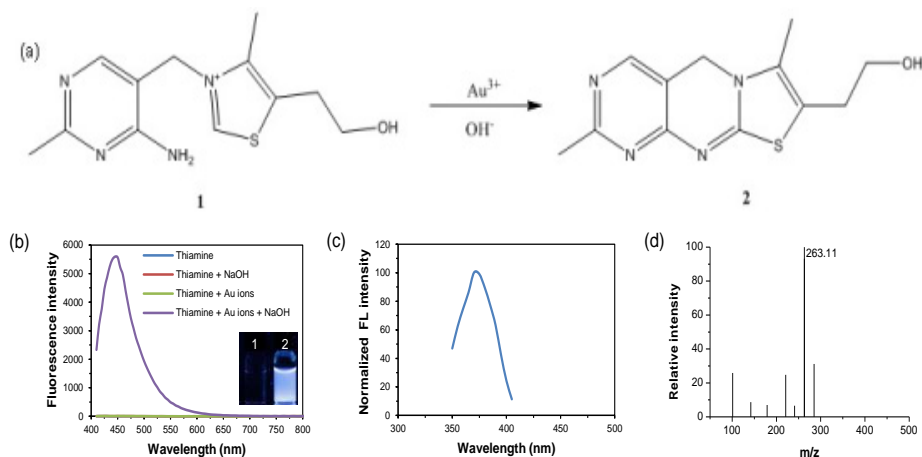 (a)
N
N
NH2
N+
S
OH
1
Au3+
OH-
N
N
N
N
S
OH
2
(b)
Fluorescence intensity
6000
5000
4000
3000
2000
1000
0
400 450 500 550 600 650 700 750 800
Wavelength (nm)
Thiamine
Thiamine + NaOH
Thiamine + Au ions
Thiamine + Au ions + NaOH
1 2
(c)
Normalized FL intensity
120
100
80
60
40
20
0
300 350 400 450 500
Wavelength (nm)
(d)
Relative intensity
100
80
60
40
20
0
263.11
100 200 300 400 500
m/z